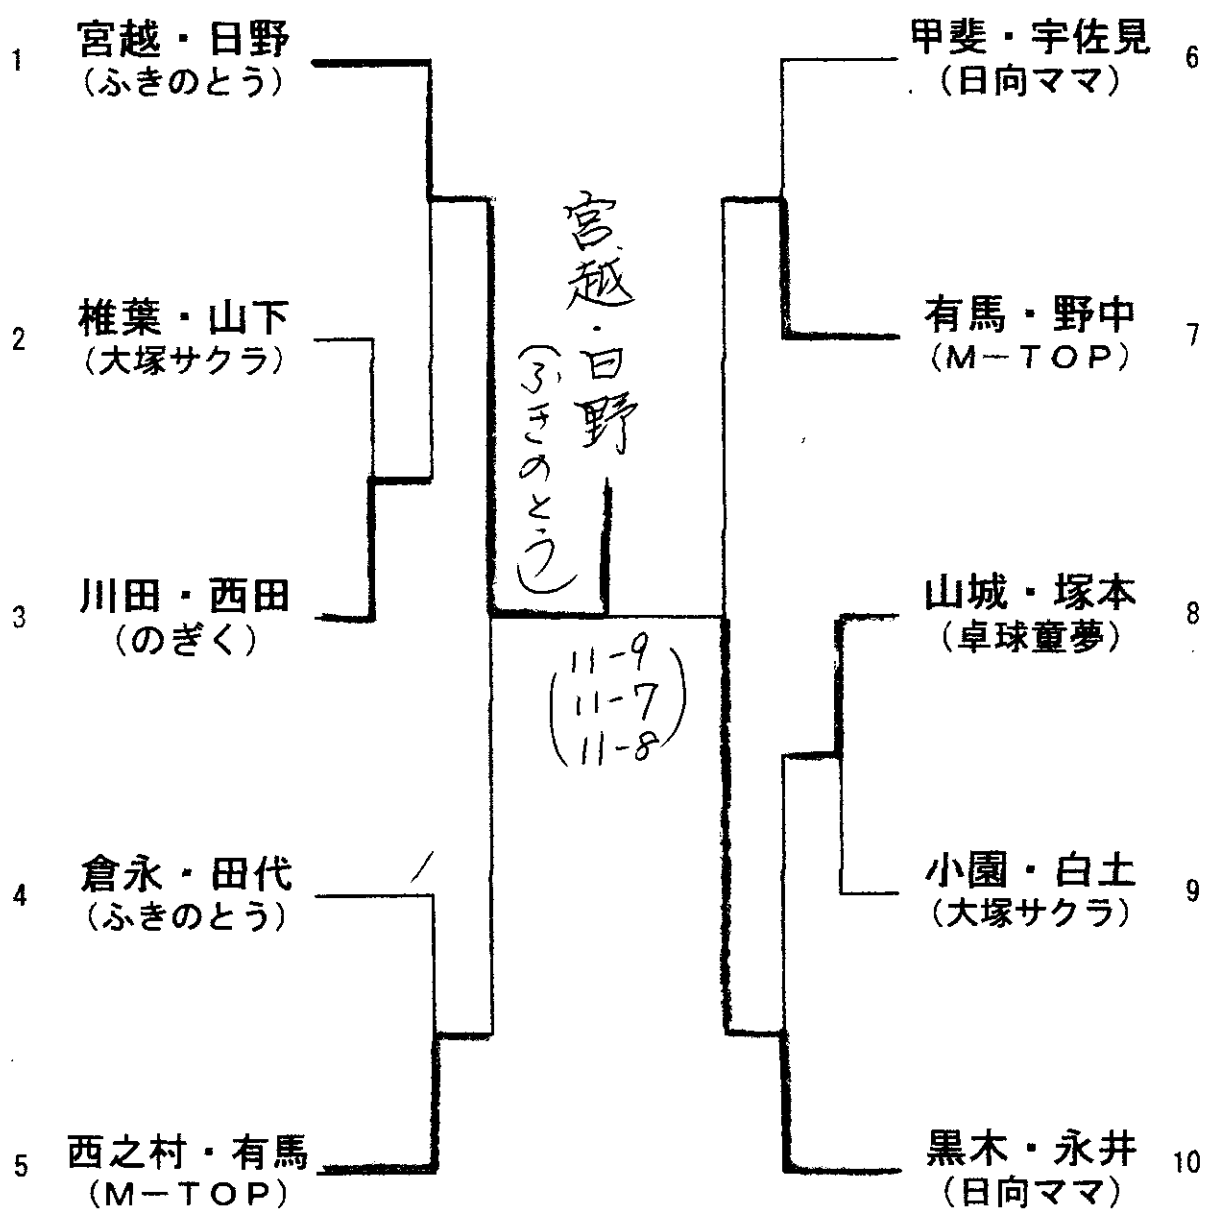 1
宮越・日野
(ふきのとう)
2
椎葉・山下
(大塚サクラ)
3
川田・西田
(のぎく)
4
倉永・田代
(ふきのとう)
5
西之村・有馬
(M−TOP)
宮越・日野
(ふきのとう)
11-9
11-7
11-8
甲斐・宇佐見
(日向ママ)
6
有馬・野中
(M−TOP)
7
山城・塚本
(卓球童夢)
8
小園・白土
(大塚サクラ)
9
黒木・永井
(日向ママ)
10